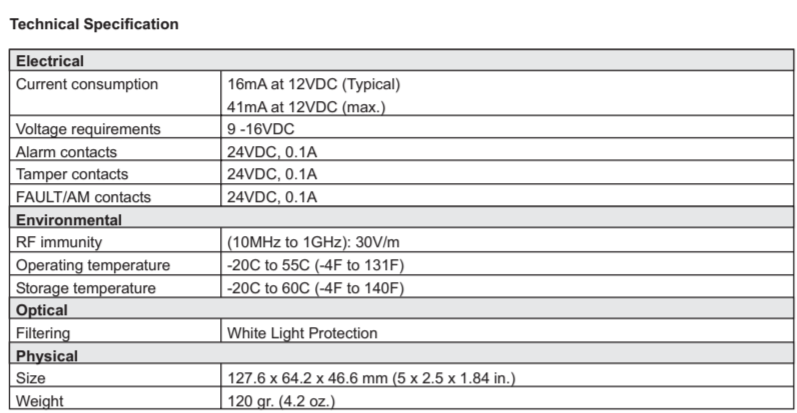 Technical Specification
Electrical
Current consumption 16mA at 12VDC (Typical)
41mA at 12VDC (max.)
Voltage requirements 9 -16VDC
Alarm contacts 24VDC, 0.1A
Tamper contacts 24VDC, 0.1A
FAULT/AM contacts 24VDC, 0.1A
Environmental
RF immunity (10MHz to 1GHz): 30V/m
Operating temperature -20C to 55C (-4F to 131F)
Storage temperature -20C to 60C (-4F to 140F)
Optical
Filtering White Light Protection
Physical
Size 127.6 x 64.2 x 46.6 mm (5 x 2.5 x 1.84 in.)
Weight 120 gr. (4.2 oz.)